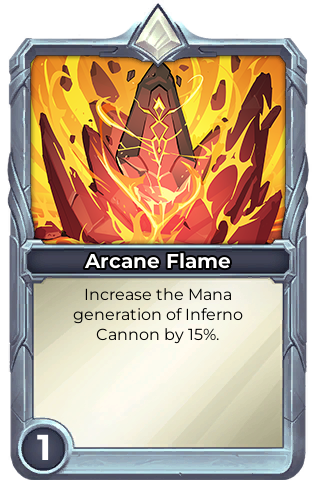 Arcane Flame
Increase the Mana
generation of Inferno
Cannon by 15%.
1